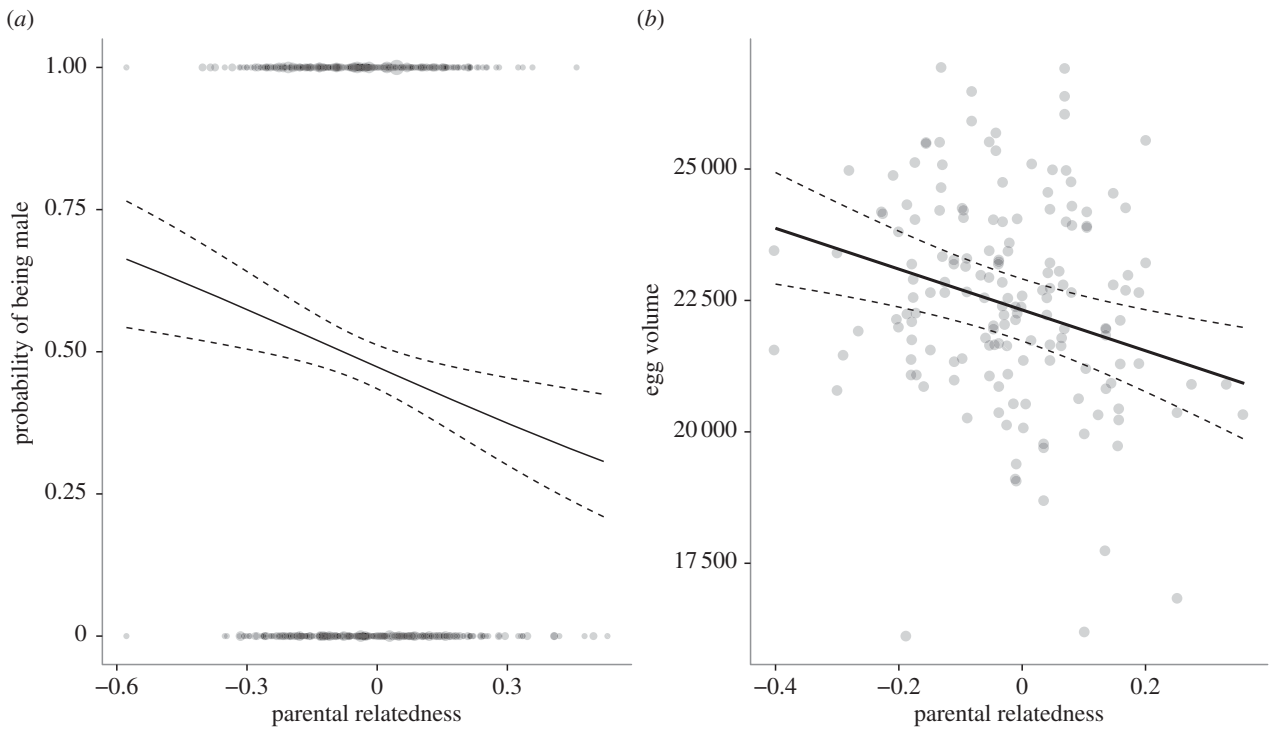 (a)
probability of being male
1.00
0.75
0.50
0.25
0
−0.6
−0.3
0
0.3
parental relatedness
(b)
egg volume
25 000
22 500
20 000
17 500
−0.4
−0.2
0
0.2
parental relatedness